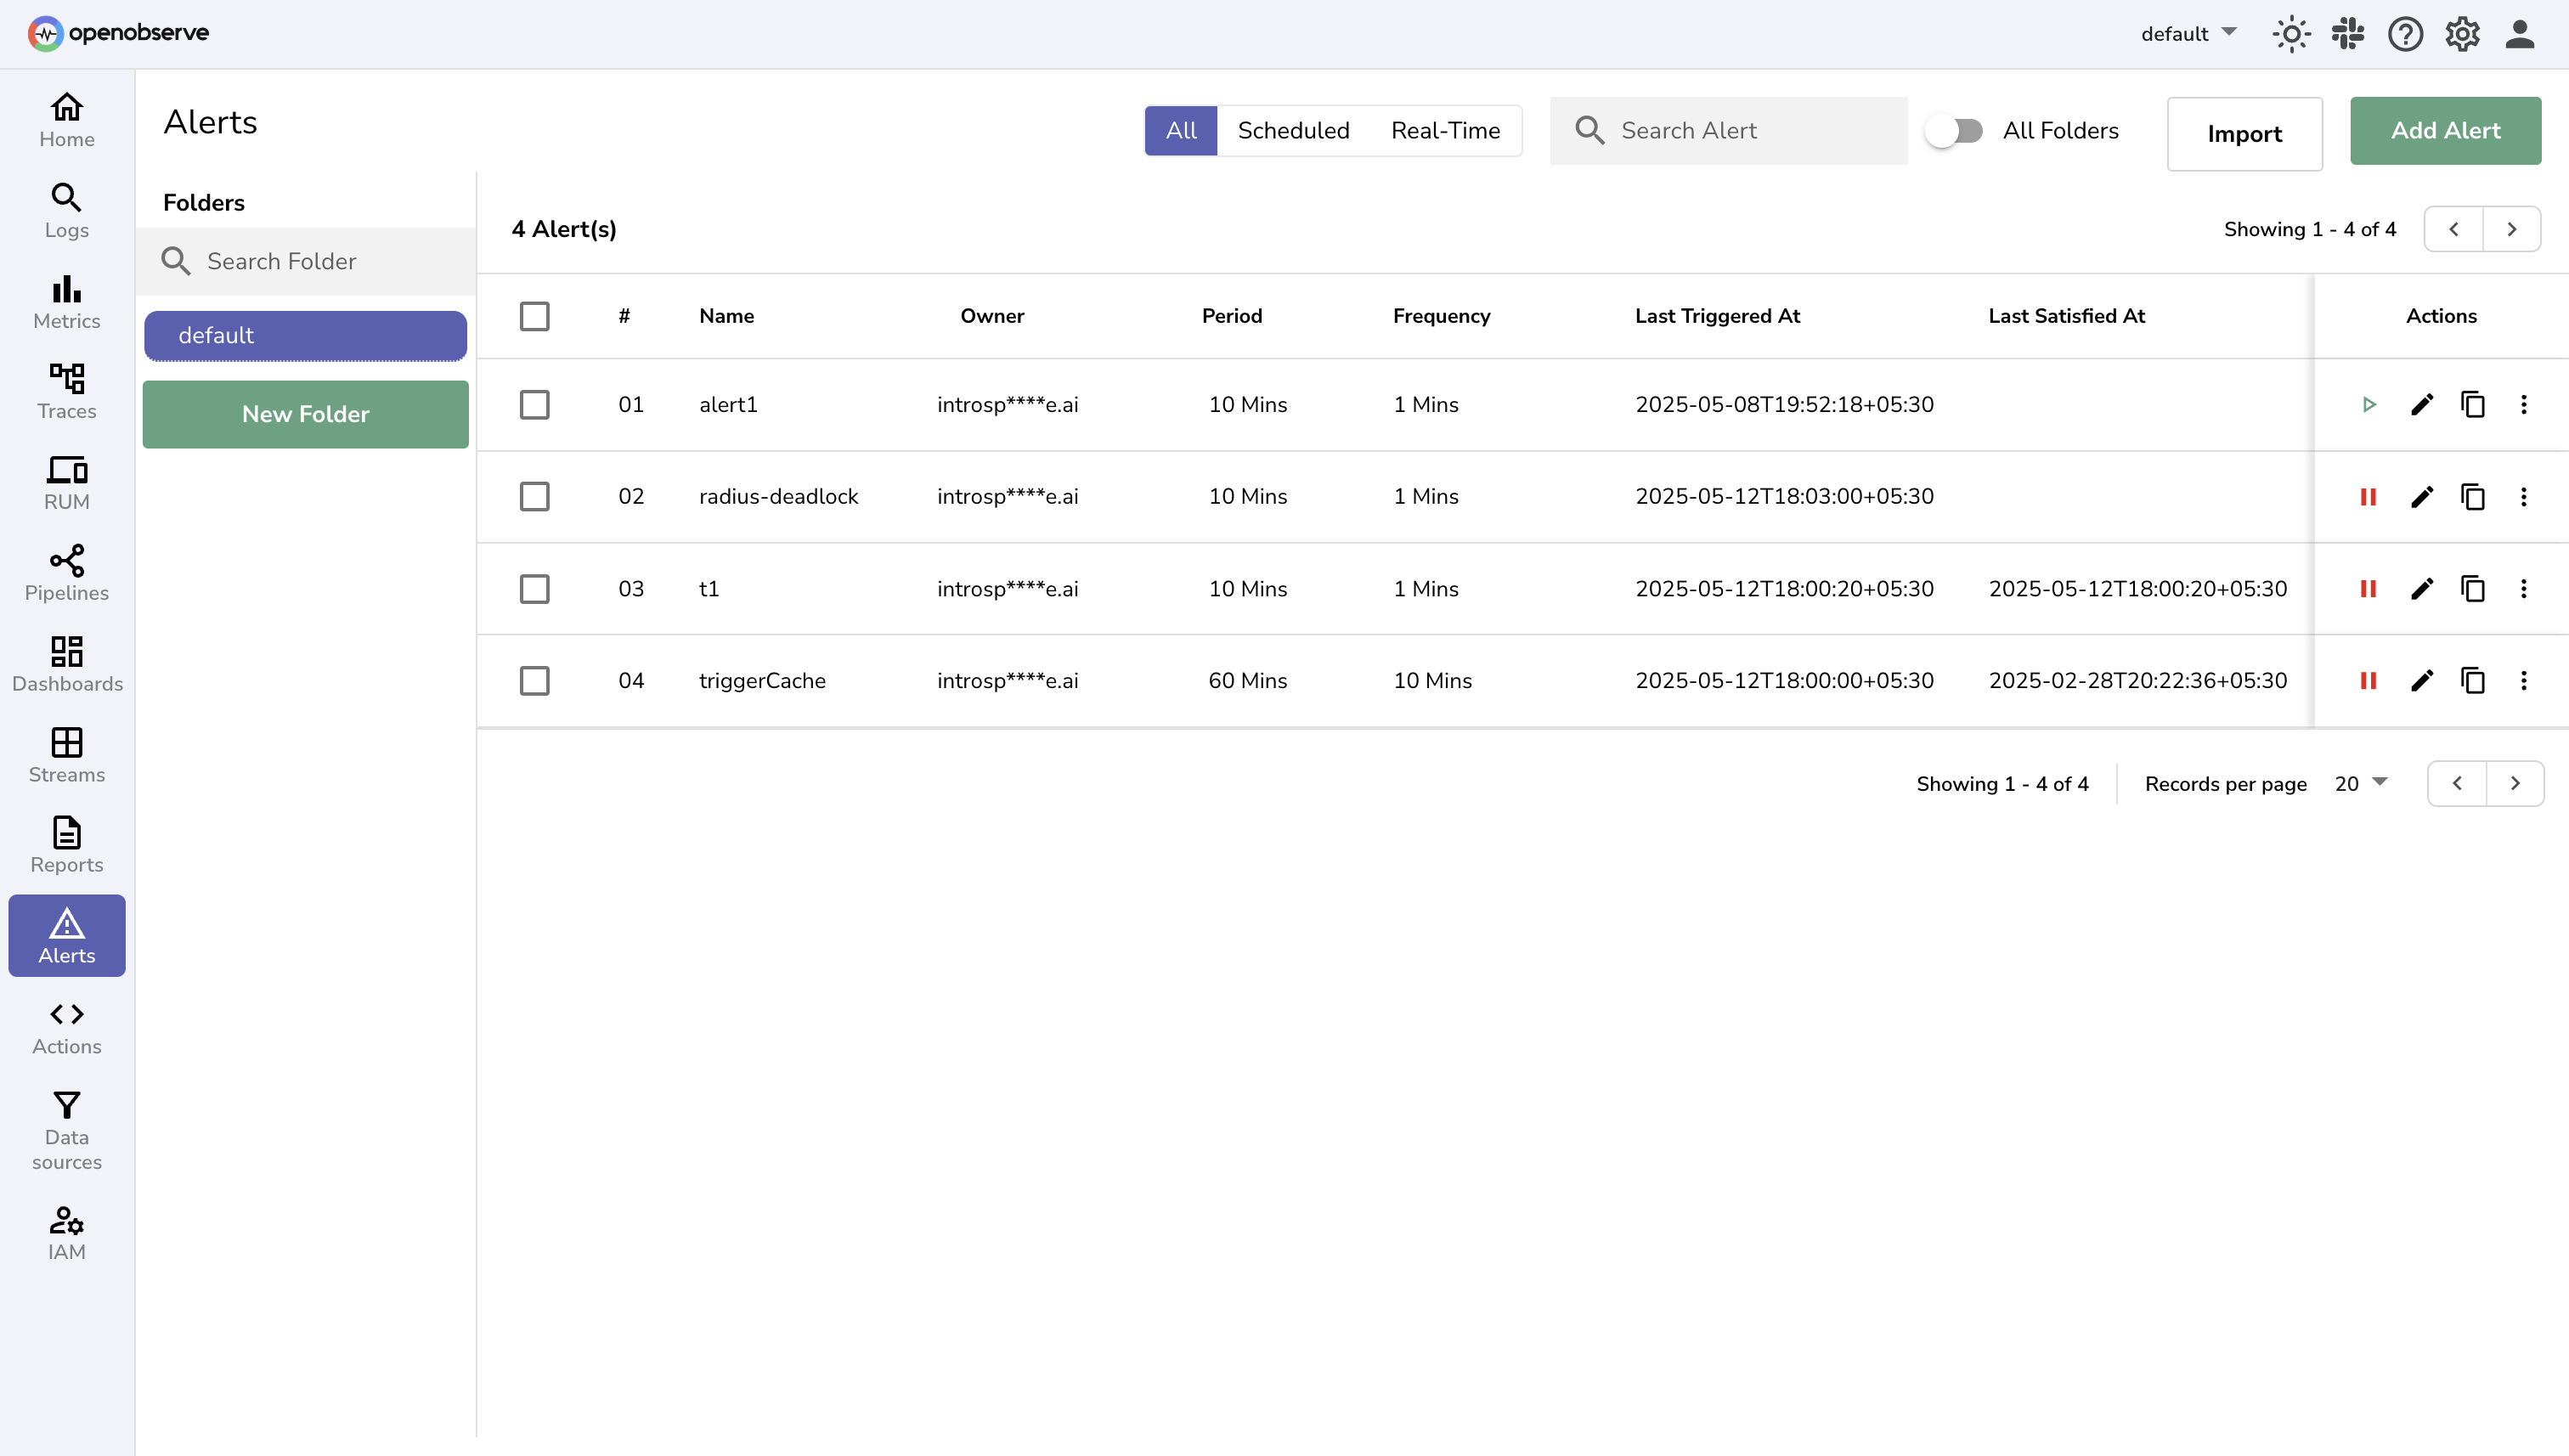 openobserve
default
Home
Logs
Metrics
Traces
RUM
Pipelines
Dashboards
Streams
Reports
Alerts
Actions
Data
sources
IAM
Alerts
All Scheduled Real-Time
Search Alert
All Folders
Import
Add Alert
Folders
Search Folder
default
New Folder
4 Alert(s)
Showing 1 - 4 of 4
# Name Owner Period Frequency Last Triggered At Last Satisfied At Actions
01 alert1 introsp****e.ai 10 Mins 1 Mins 2025-05-08T19:52:18+05:30
02 radius-deadlock introsp****e.ai 10 Mins 1 Mins 2025-05-12T18:03:00+05:30
03 t1 introsp****e.ai 10 Mins 1 Mins 2025-05-12T18:00:20+05:30 2025-05-12T18:00:20+05:30
04 triggerCache introsp****e.ai 60 Mins 10 Mins 2025-05-12T18:00:00+05:30 2025-02-28T20:22:36+05:30
Showing 1 - 4 of 4 Records per page 20